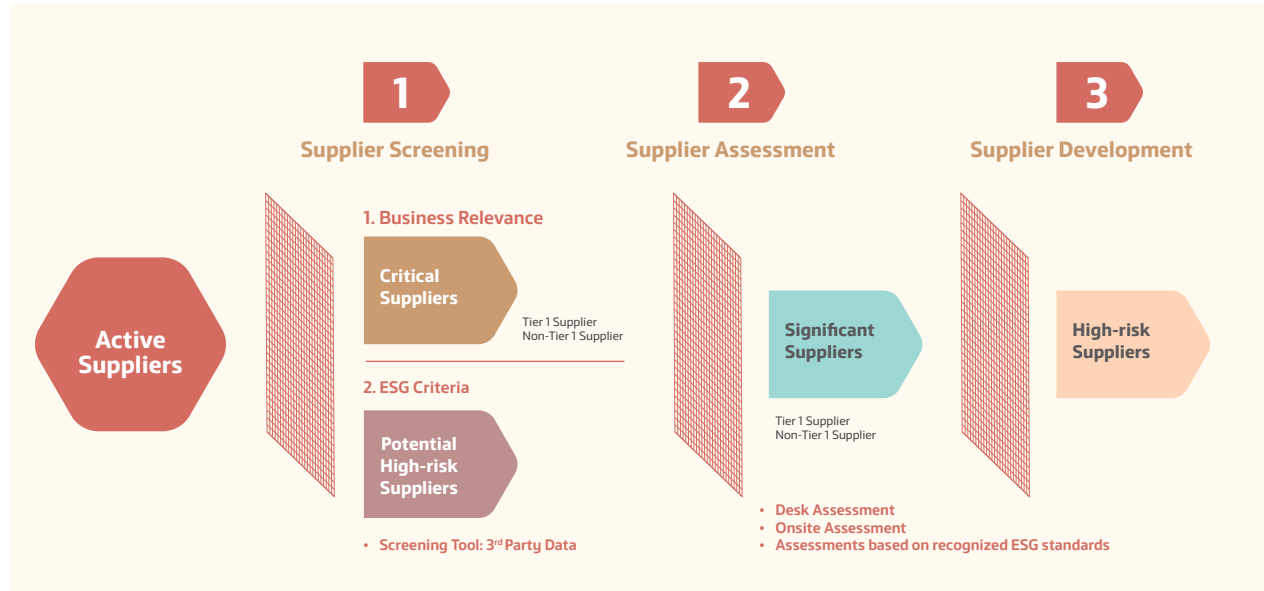 1
Supplier Screening
2
Supplier Assessment
3
Supplier Development
Active
Suppliers
1. Business Relevance
Critical
Suppliers
Tier 1 Supplier
Non-Tier 1 Supplier
2. ESG Criteria
Potential
High-risk
Suppliers
• Screening Tool: 3rd Party Data
Significant
Suppliers
Tier 1 Supplier
Non-Tier 1 Supplier
• Desk Assessment
• Onsite Assessment
• Assessments based on recognized ESG standards
High-risk
Suppliers